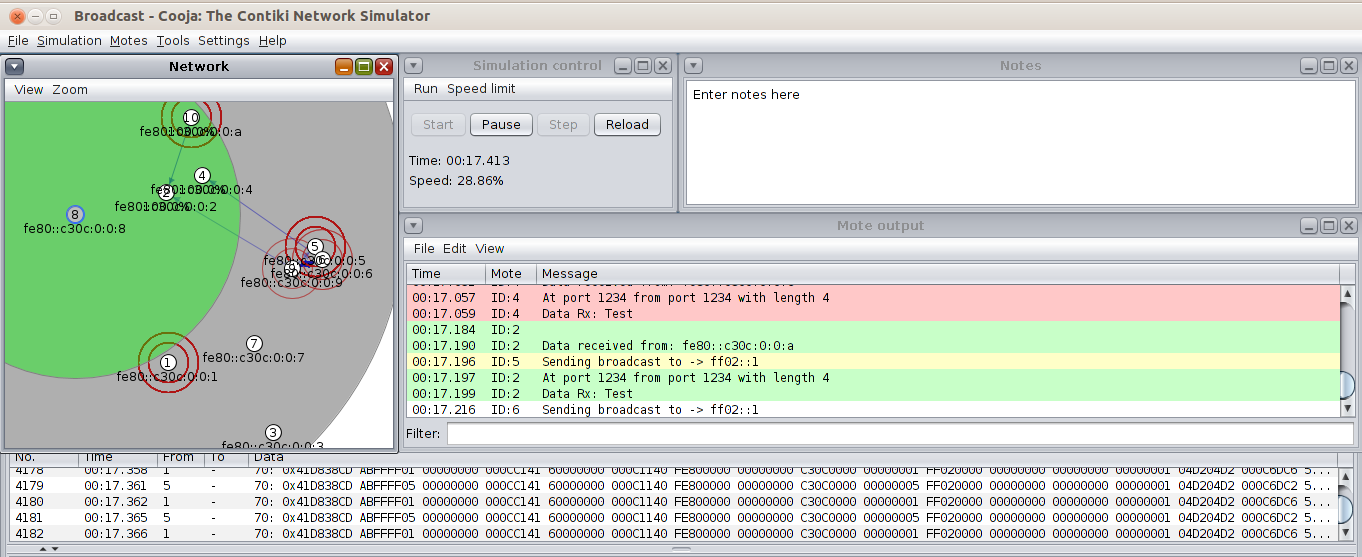 Broadcast - Cooja: The Contiki Network Simulator
File Simulation Motes Tools Settings Help
Network
View Zoom
10
fe80::c30c:0:0:a
4
2
fe80::c30c:0:0:4
fe80::c30c:0:0:2
8
fe80::c30c:0:0:8
5
fe80::c30c:0:0:5
6
fe80::c30c:0:0:6
9
fe80::c30c:0:0:9
7
fe80::c30c:0:0:7
1
fe80::c30c:0:0:1
3
fe80::c30c:0:0:3
Simulation control
Run Speed limit
Start Pause Step Reload
Time: 00:17.413
Speed: 28.86%
Notes
Enter notes here
Mote output
File Edit View
Time Mote Message
00:17.057 ID:4 At port 1234 from port 1234 with length 4
00:17.059 ID:4 Data Rx: Test
00:17.184 ID:2
00:17.190 ID:2 Data received from: fe80::c30c:0:0:a
00:17.196 ID:5 Sending broadcast to -> ff02::1
00:17.197 ID:2 At port 1234 from port 1234 with length 4
00:17.199 ID:2 Data Rx: Test
00:17.216 ID:6 Sending broadcast to -> ff02::1
Filter:
No. Time From To Data
4178 00:17.358 1 - 70: 0x41D838CD ABFFFF01 00000000 000CC141 60000000 000C1140 FE800000 00000000 C30C0000 00000001 FF020000 00000000 00000000 00000001 04D204D2 000C6DC6 5...
4179 00:17.361 5 - 70: 0x41D838CD ABFFFF05 00000000 000CC141 60000000 000C1140 FE800000 00000000 C30C0000 00000005 FF020000 00000000 00000000 00000001 04D204D2 000C6DC2 5...
4180 00:17.362 1 - 70: 0x41D838CD ABFFFF01 00000000 000CC141 60000000 000C1140 FE800000 00000000 C30C0000 00000001 FF020000 00000000 00000000 00000001 04D204D2 000C6DC6 5...
4181 00:17.365 5 - 70: 0x41D838CD ABFFFF05 00000000 000CC141 60000000 000C1140 FE800000 00000000 C30C0000 00000005 FF020000 00000000 00000000 00000001 04D204D2 000C6DC2 5...
4182 00:17.366 1 - 70: 0x41D838CD ABFFFF01 00000000 000CC141 60000000 000C1140 FE800000 00000000 C30C0000 00000001 FF020000 00000000 00000000 00000001 04D204D2 000C6DC6 5...